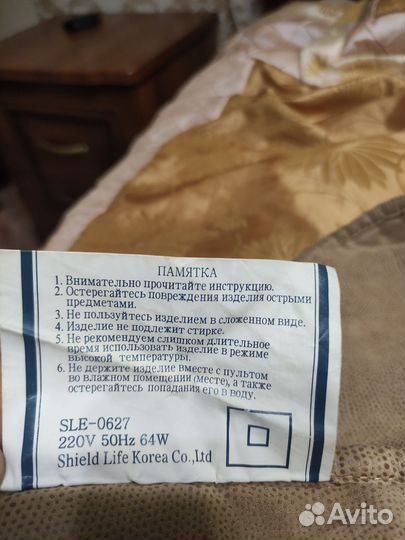 ПАМЯТКА
1. Внимательно прочитайте инструкцию.
2. Остерегайтесь повреждения изделия острыми
предметами.
3. Не пользуйтесь изделием в сложенном виде.
4. Изделие не подлежит стирке.
5. Не рекомендуем слишком длительное
время использовать изделие в режиме
высокой температуры.
6. Не держите изделие вместе с пультом
во влажном помещении (месте), а также
остерегайтесь попадания его в воду.
SLE-0627
220V 50Hz 64W
Shield Life Korea Co.,ltd
Avito